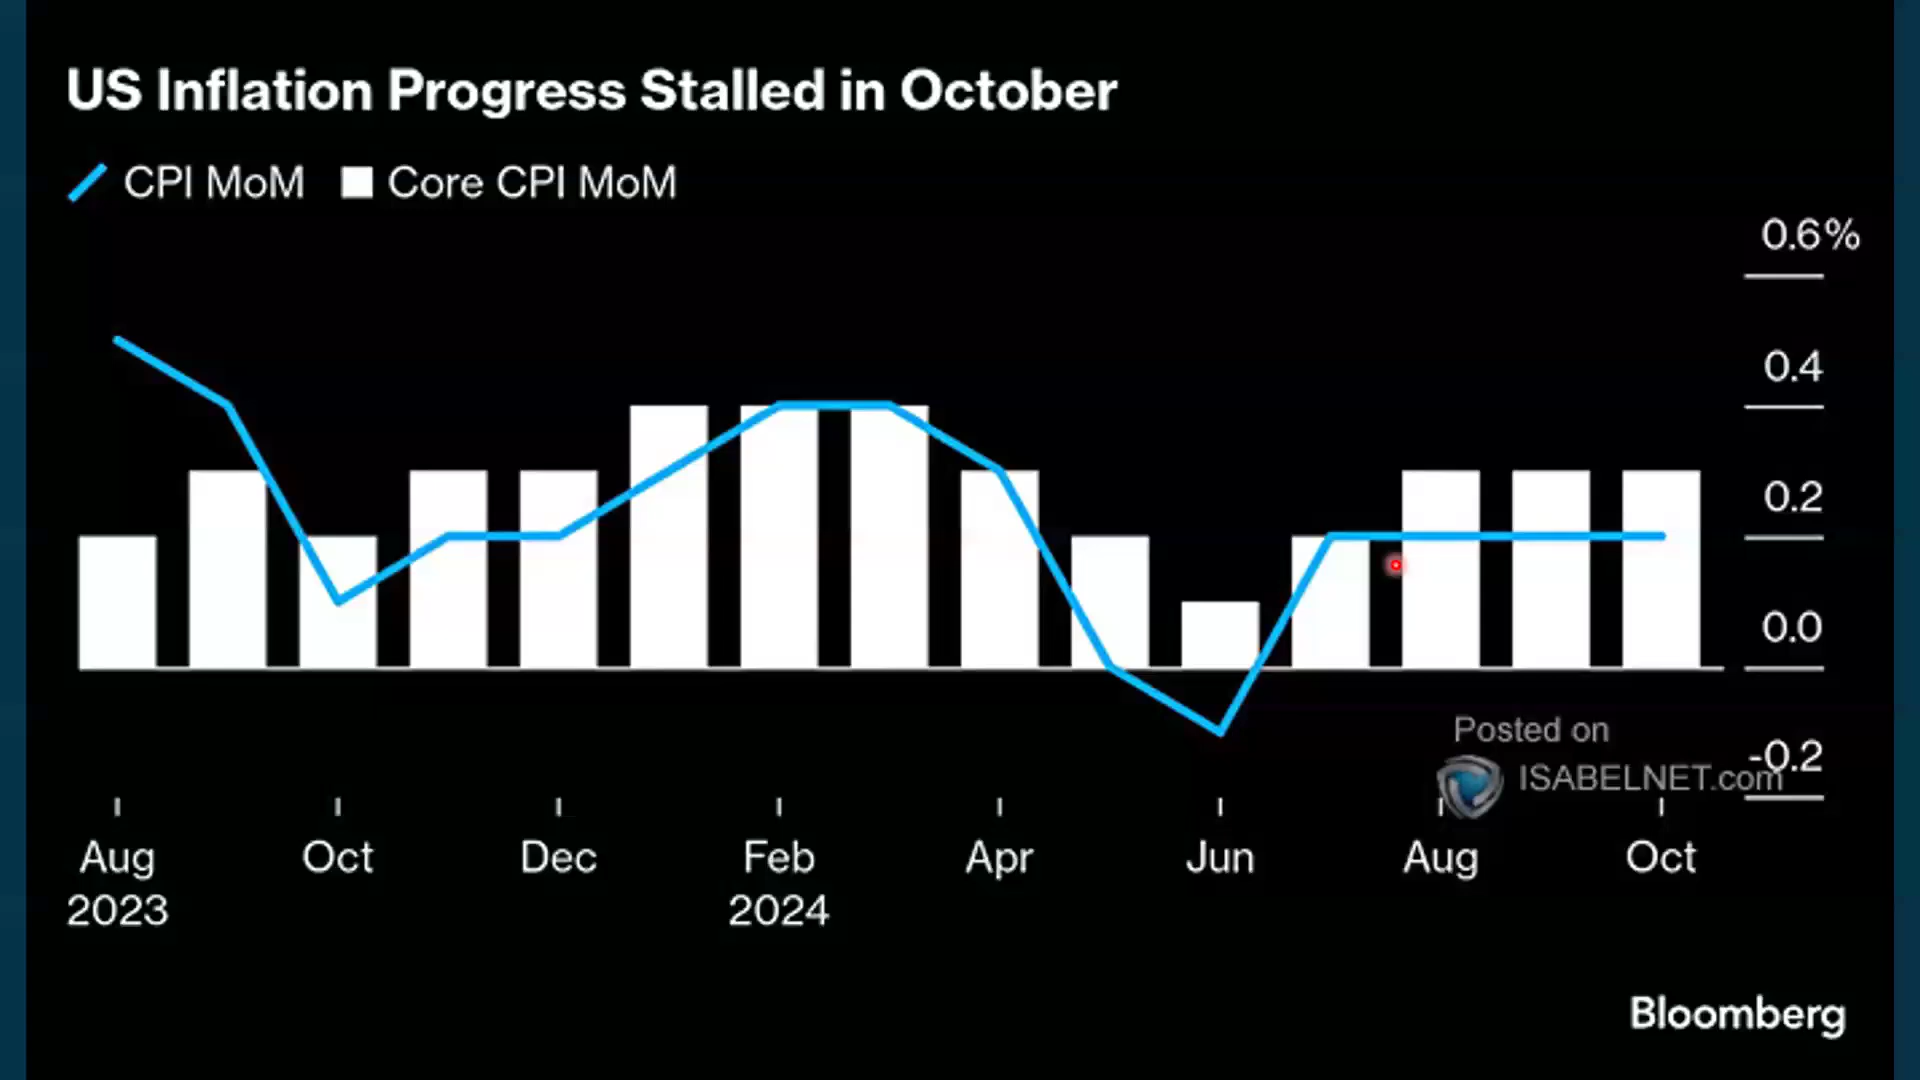 US Inflation Progress Stalled in October
CPI MoM Core CPI MoM
0.6%
0.4
0.2
0.0
-0.2
Posted on
ISABELNET.com
Aug Oct Dec Feb Apr Jun Aug Oct
2023 2024
Bloomberg